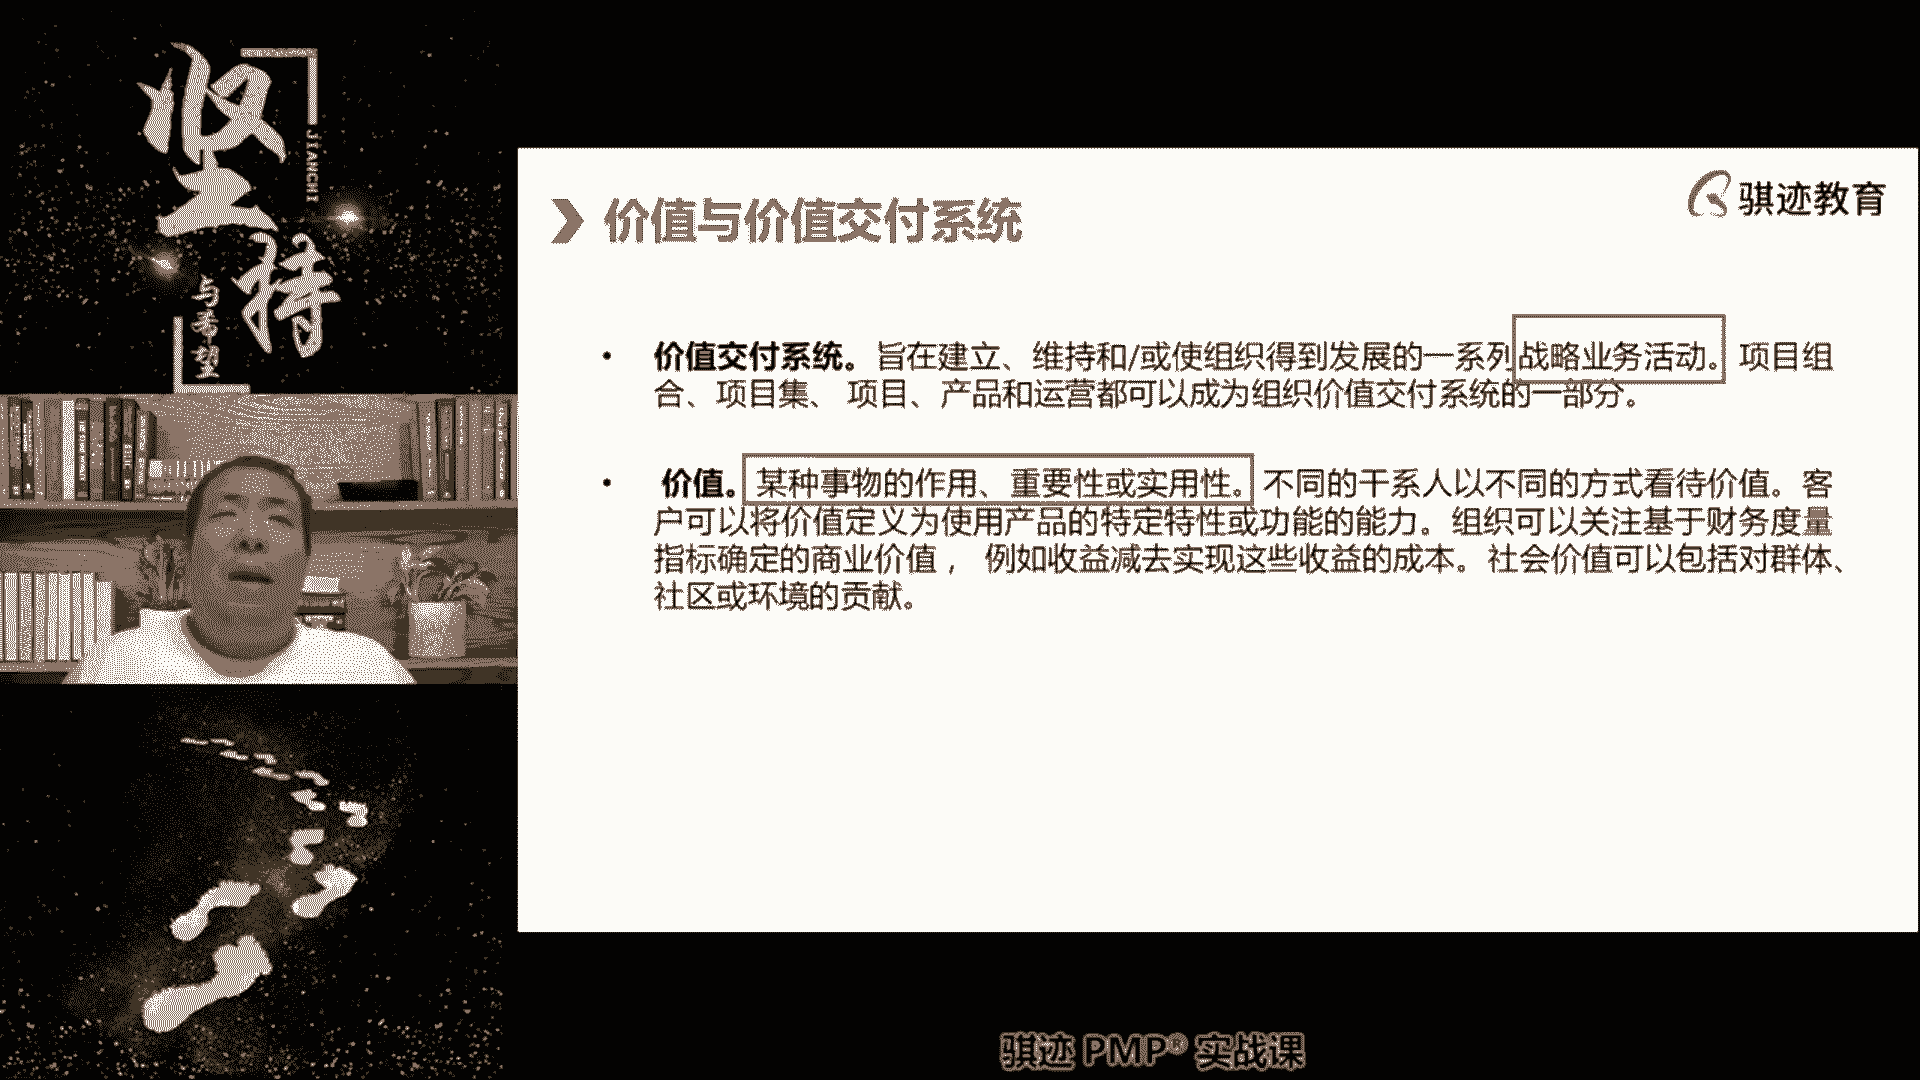 坚持
JIANCHI
与希望
骐迹教育
价值与价值交付系统
• 价值交付系统。旨在建立、维持和/或使组织得到发展的一系列战略业务活动。项目组
合、项目集、 项目、产品和运营都可以成为组织价值交付系统的一部分。
• 价值。某种事物的作用、重要性或实用性。不同的干系人以不同的方式看待价值。客
户可以将价值定义为使用产品的特定特性或功能的能力。组织可以关注基于财务度量
指标确定的商业价值， 例如收益减去实现这些收益的成本。社会价值可以包括对群体、
社区或环境的贡献。
骐迹 PMP® 实战课